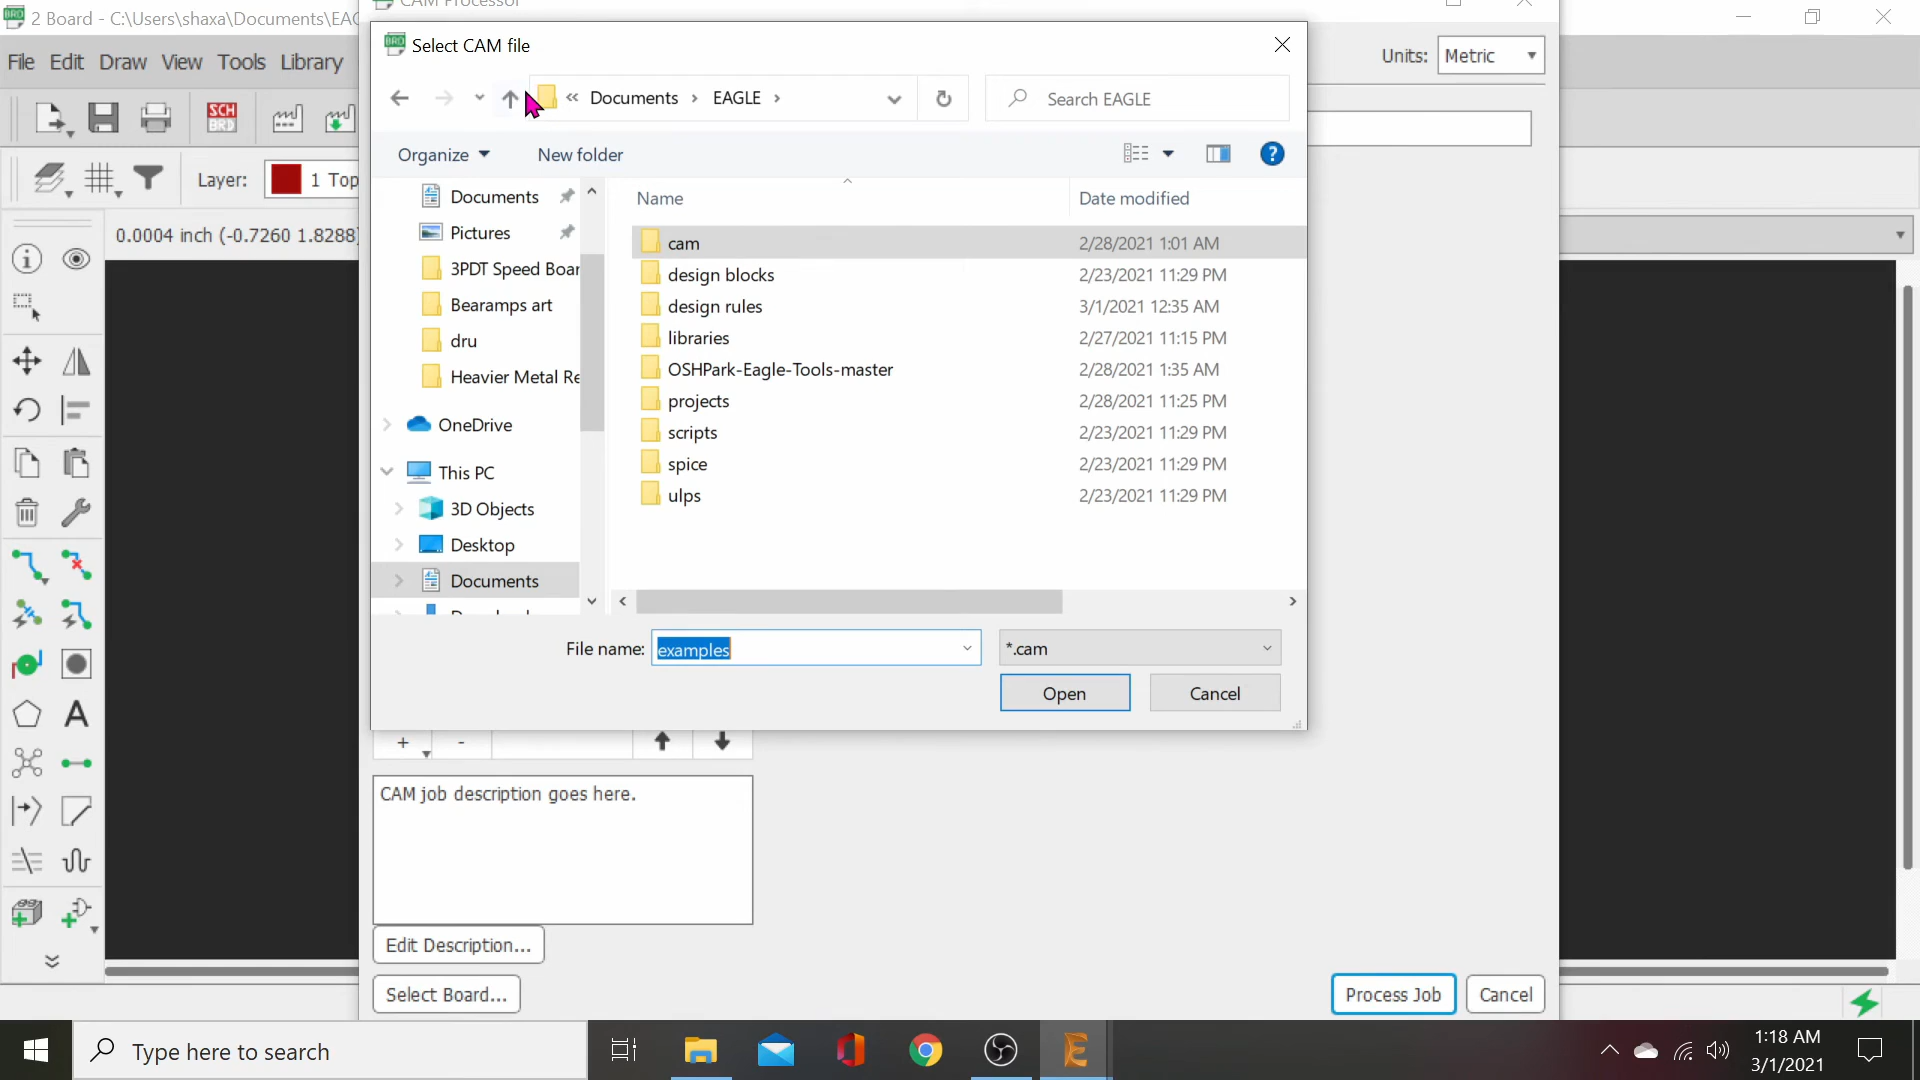 2 Board - C:\Users\shaxa\Documents\EAG
CAM Processor
File Edit Draw View Tools Library
Layer: 1 Top
0.0004 inch (-0.7260 1.8288)
SCH
BRD
Units: Metric
Select CAM file
« Documents › EAGLE ›
Search EAGLE
Organize
New folder
?
Documents
Pictures
3PDT Speed Boar
Bearamps art
dru
Heavier Metal Re
OneDrive
This PC
3D Objects
Desktop
Documents
Name Date modified
cam 2/28/2021 1:01 AM
design blocks 2/23/2021 11:29 PM
design rules 3/1/2021 12:35 AM
libraries 2/27/2021 11:15 PM
OSHPark-Eagle-Tools-master 2/28/2021 1:35 AM
projects 2/28/2021 11:25 PM
scripts 2/23/2021 11:29 PM
spice 2/23/2021 11:29 PM
ulps 2/23/2021 11:29 PM
File name: examples *.cam
Open Cancel
+ -
CAM job description goes here.
Edit Description...
Select Board...
Process Job Cancel
Type here to search
1:18 AM
3/1/2021